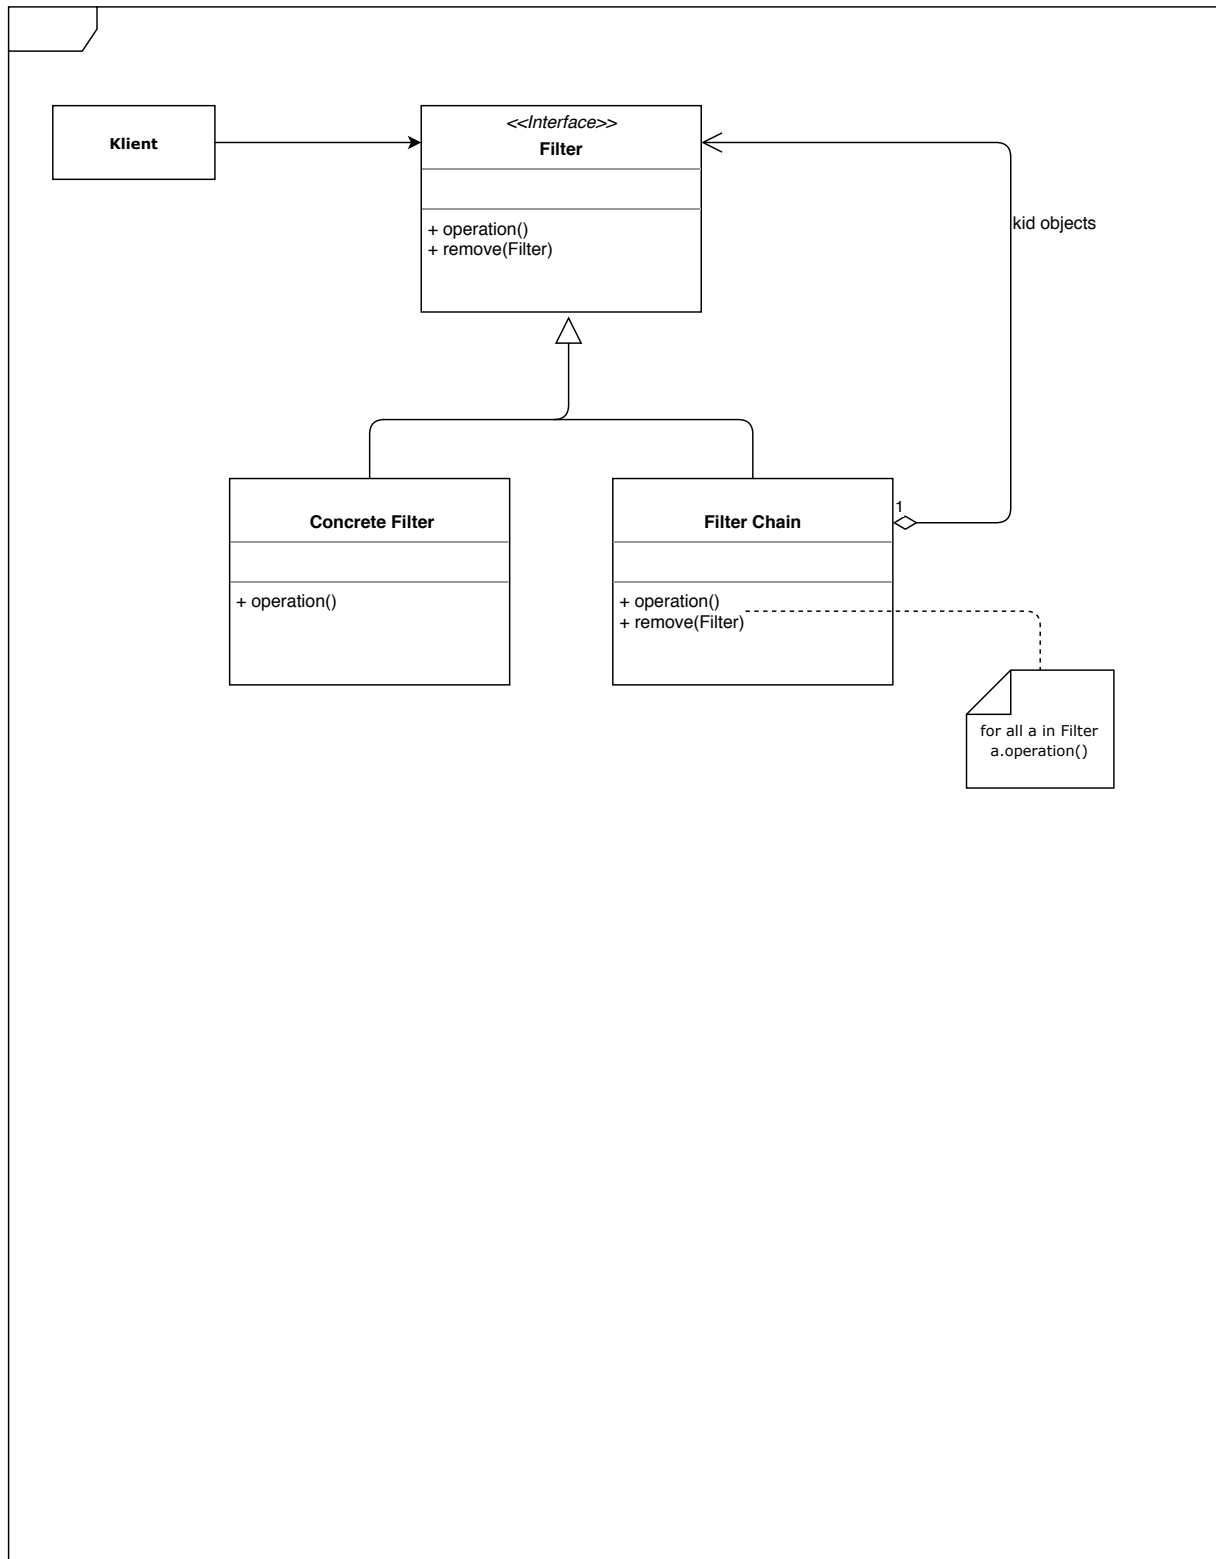 Klient
<<Interface>>
Filter
+ operation()
+ remove(Filter)
kid objects
Concrete Filter
+ operation()
Filter Chain
1
+ operation()
+ remove(Filter)
for all a in Filter
a.operation()